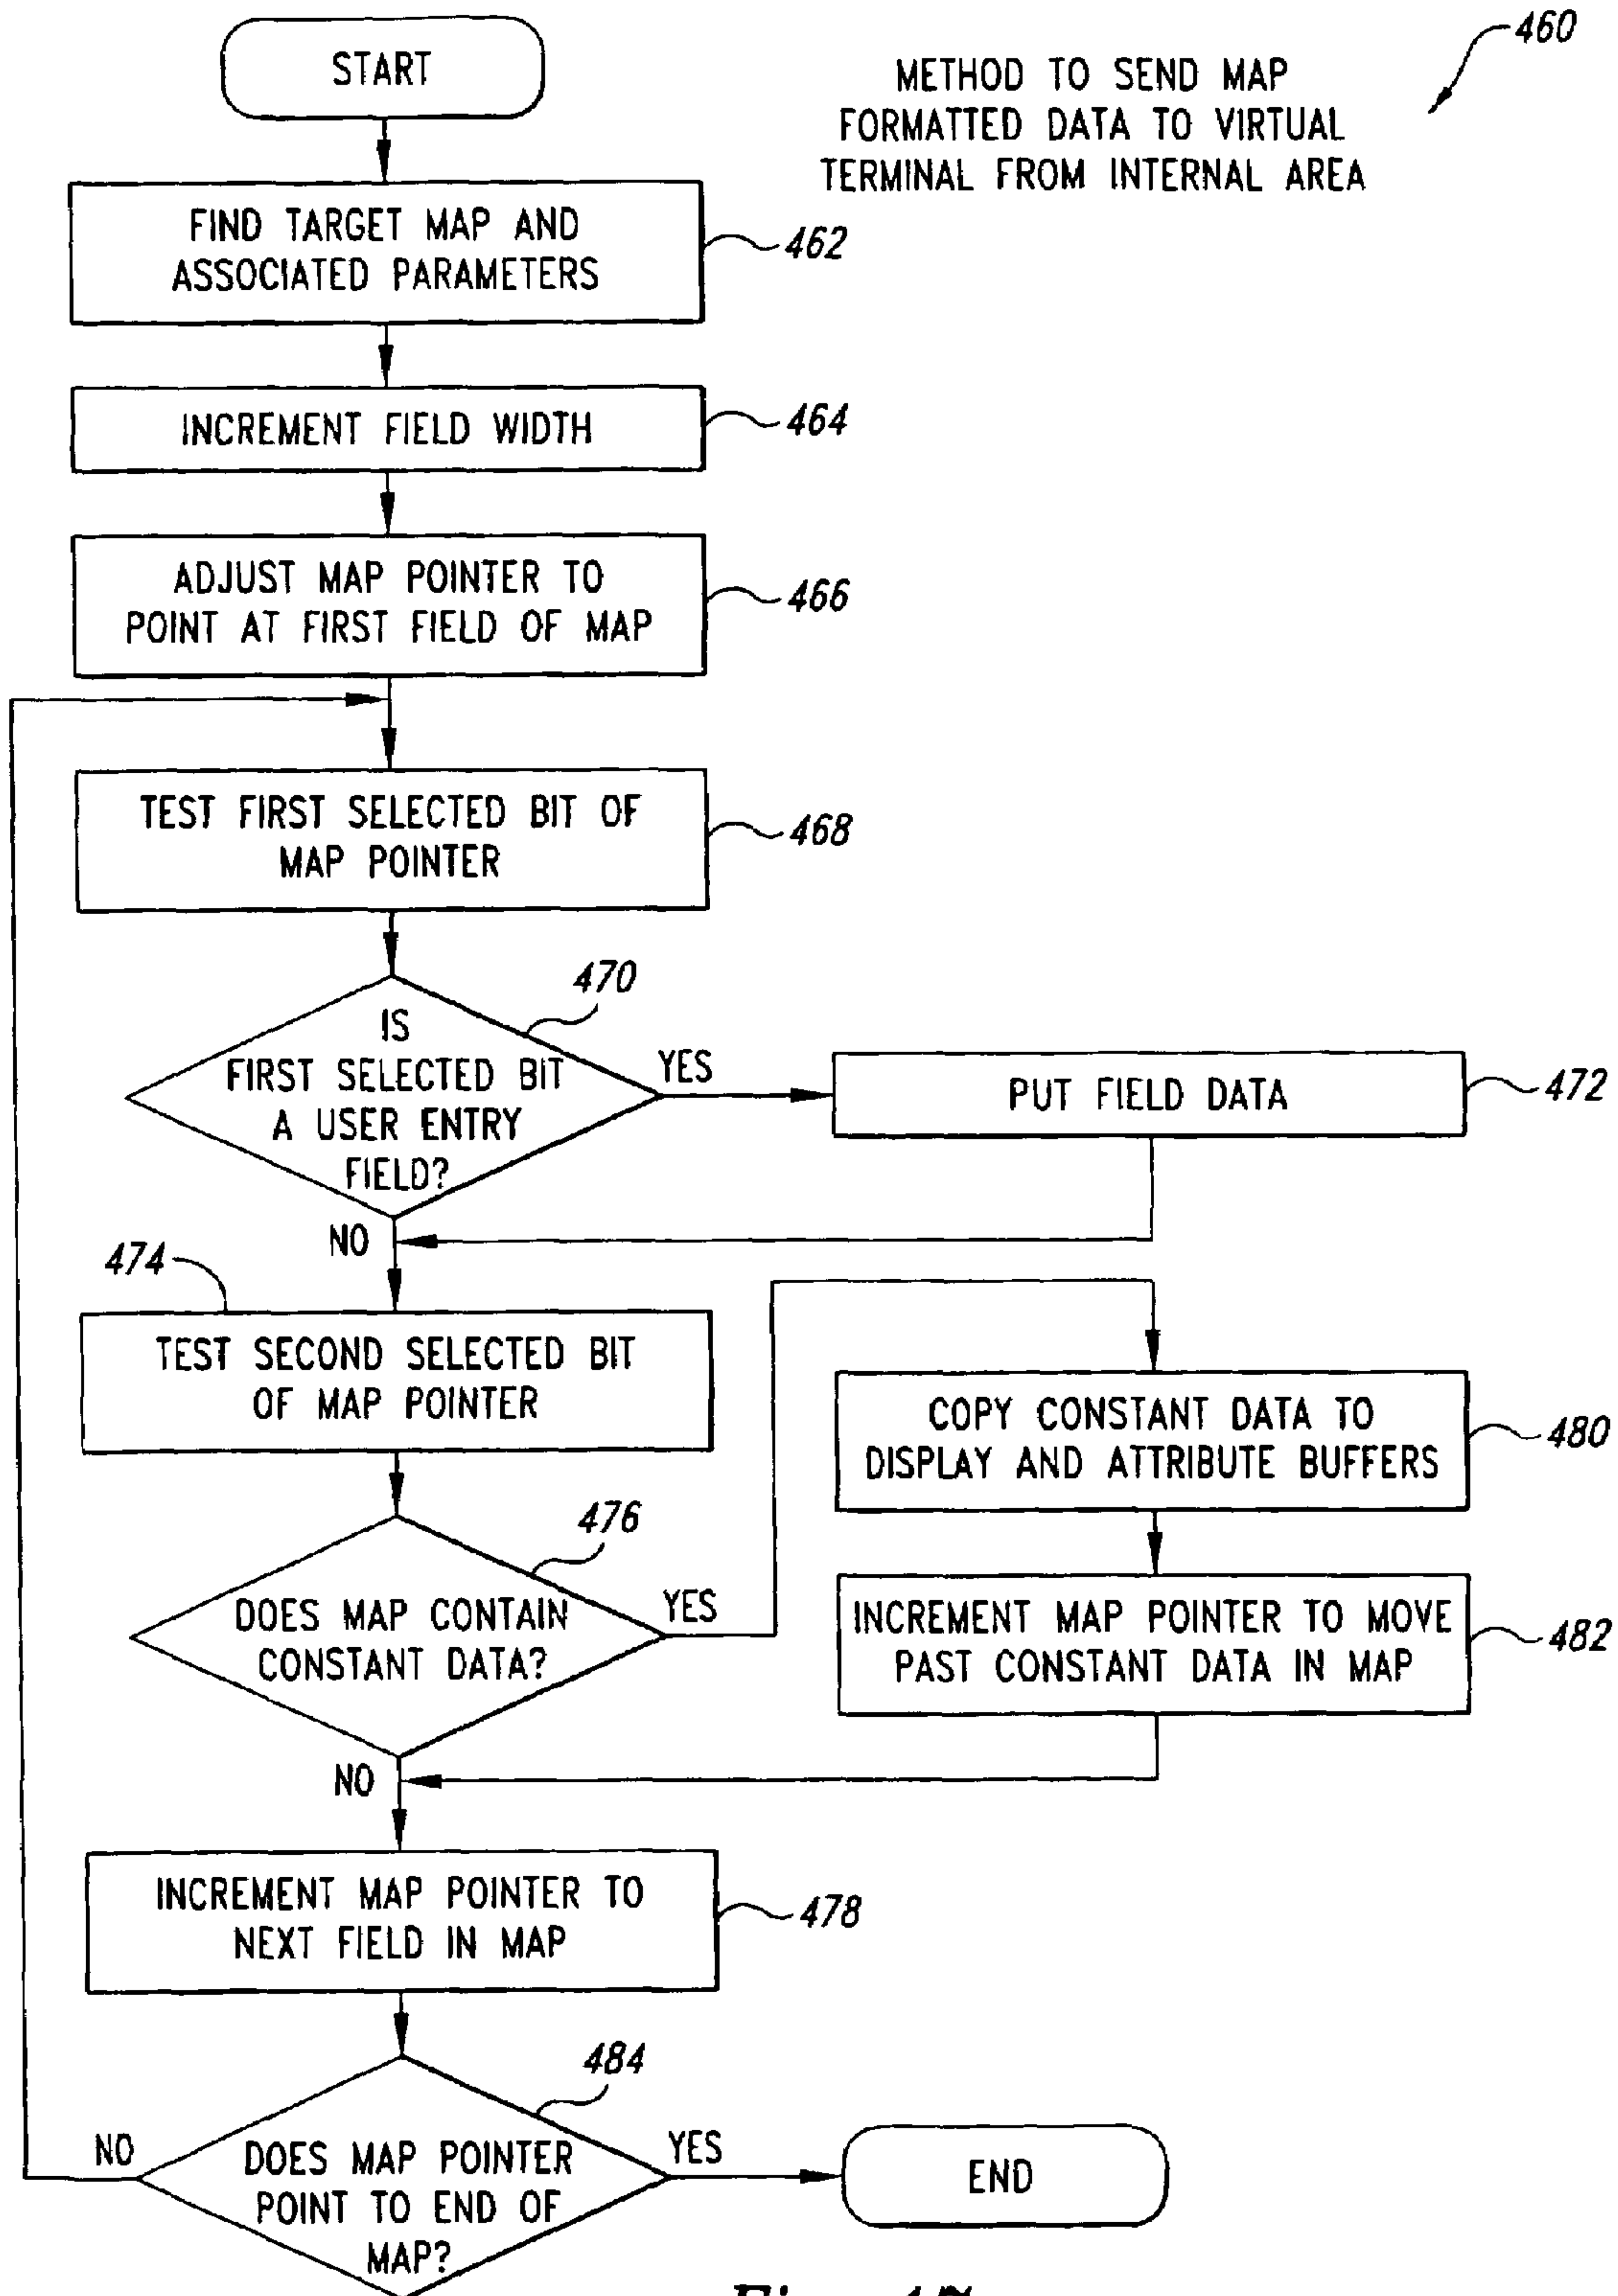 START
460
METHOD TO SEND MAP
FORMATTED DATA TO VIRTUAL
TERMINAL FROM INTERNAL AREA
FIND TARGET MAP AND
ASSOCIATED PARAMETERS
462
INCREMENT FIELD WIDTH
464
ADJUST MAP POINTER TO
POINT AT FIRST FIELD OF MAP
466
TEST FIRST SELECTED BIT OF
MAP POINTER
468
470
IS
FIRST SELECTED BIT
A USER ENTRY
FIELD?
YES
PUT FIELD DATA
472
NO
474
TEST SECOND SELECTED BIT
OF MAP POINTER
476
DOES MAP CONTAIN
CONSTANT DATA?
YES
COPY CONSTANT DATA TO
DISPLAY AND ATTRIBUTE BUFFERS
480
INCREMENT MAP POINTER TO MOVE
PAST CONSTANT DATA IN MAP
482
NO
INCREMENT MAP POINTER TO
NEXT FIELD IN MAP
478
484
NO
DOES MAP POINTER
POINT TO END OF
MAP?
YES
END